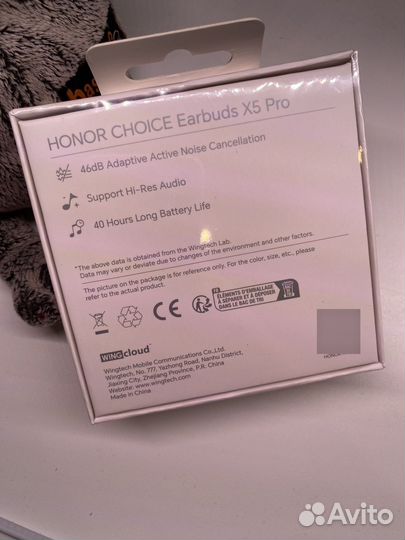 HONOR CHOICE Earbuds X5 Pro
46dB Adaptive Active Noise Cancellation
Support Hi-Res Audio
40 Hours Long Battery Life
*The above data is obtained from the Wingtech Lab.
Data may vary or deviate due to changes of the environment and other factors.
The picture on the package is for reference only. For the color, size, etc., please
refer to the actual product.
CE
FR
ÉLÉMENTS D'EMBALLAGE
À SÉPARER ET À DÉPOSER
DANS LE BAC DE TRI
WINGcloud
Wingtech Mobile Communications Co.,Ltd.
Wingtech, No. 777, Yazhong Road, Nanhu District,
Jiaxing City, Zhejiang Province, P.R. China
Website: www.wingtech.com
Made in China
HONOR
Avito